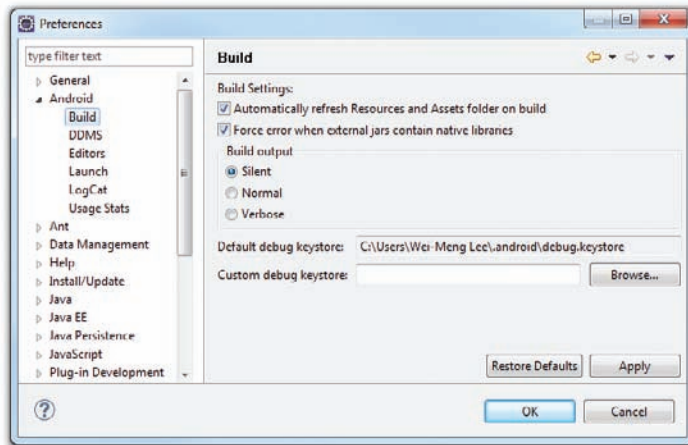 Preferences
type filter text
General
Android
Build
DDMS
Editors
Launch
LogCat
Usage Stats
Ant
Data Management
Help
Install/Update
Java
Java EE
Java Persistence
JavaScript
Plug-in Development
Build
Build Settings:
Automatically refresh Resources and Assets folder on build
Force error when external jars contain native libraries
Build output
Silent
Normal
Verbose
Default debug keystore: C:\Users\Wei-Meng Lee\.android\debug.keystore
Custom debug keystore: Browse...
Restore Defaults Apply
OK Cancel